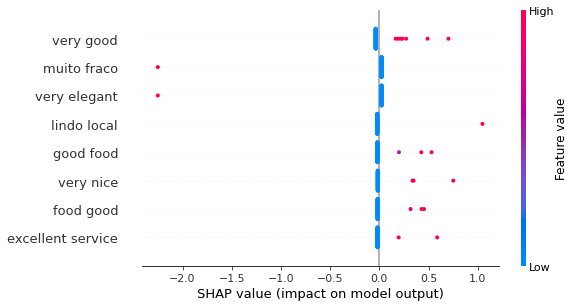 High
very good
muito fraco
very elegant
lindo local
good food
very nice
food good
excellent service
Feature value
Low
−2.0 −1.5 −1.0 −0.5 0.0 0.5 1.0
SHAP value (impact on model output)